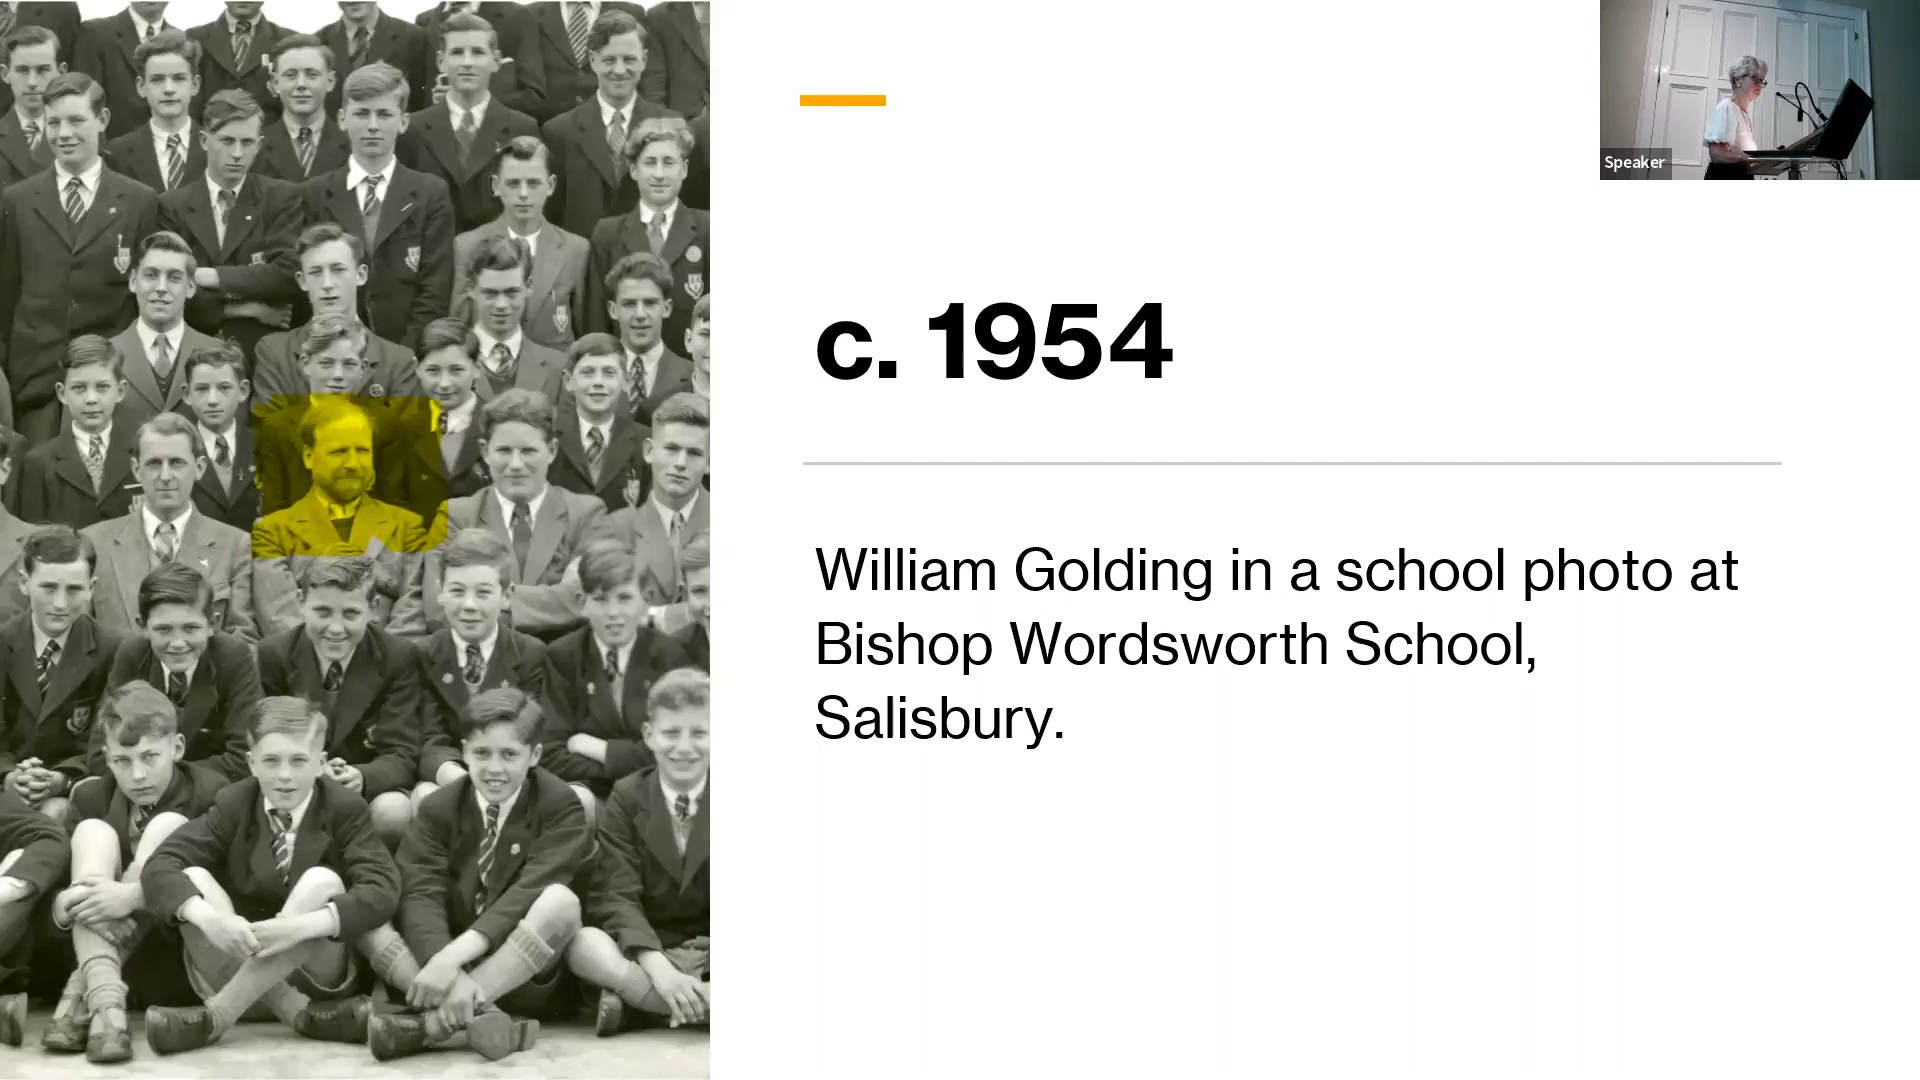 c. 1954
William Golding in a school photo at
Bishop Wordsworth School,
Salisbury.
Speaker